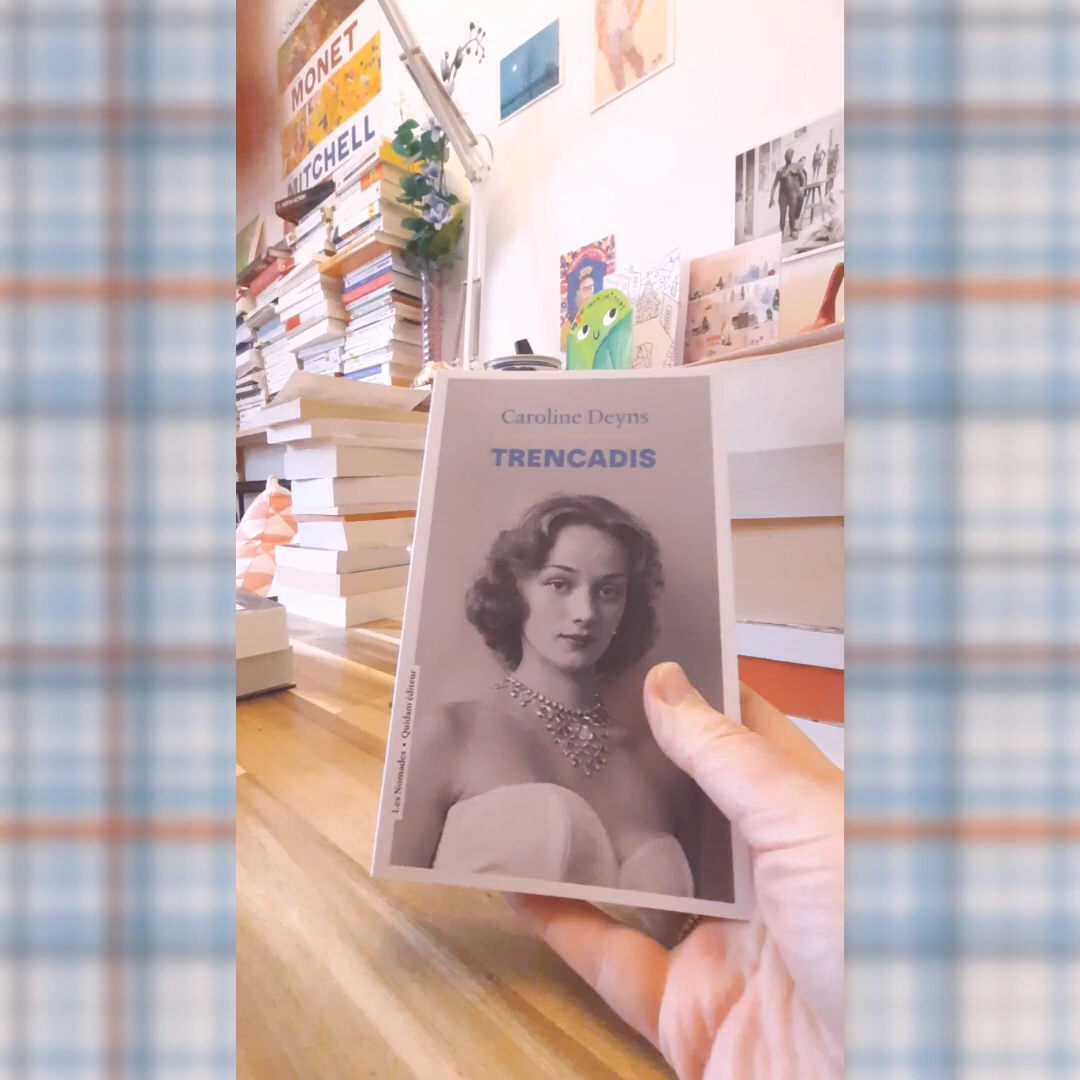 MONET
MITCHELL
Caroline Deyns
TRENCADIS
Les Nomades • Quidam éditeur